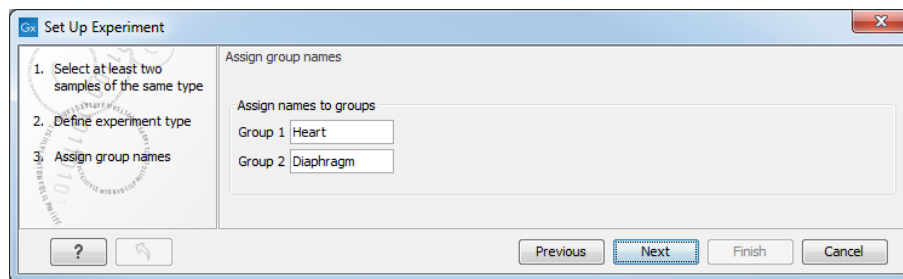 Gx Set Up Experiment
X
1. Select at least two
samples of the same type
2. Define experiment type
3. Assign group names
Assign group names
Assign names to groups
Group 1 Heart
Group 2 Diaphragm
?
Previous
Next
Finish
Cancel